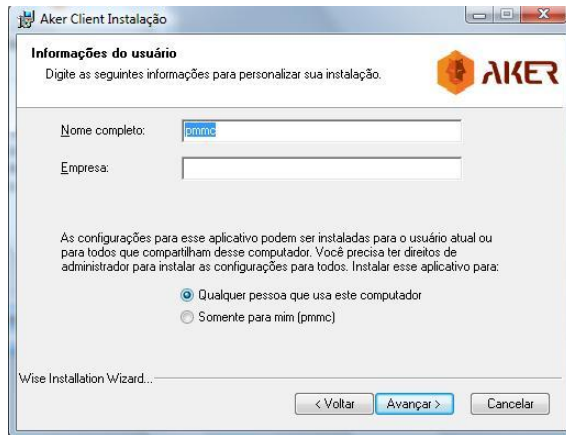 Aker Client Instalação
Informações do usuário
Digite as seguintes informações para personalizar sua instalação.
AKER
Nome completo:
pmmc
Empresa:
As configurações para esse aplicativo podem ser instaladas para o usuário atual ou
para todos que compartilham desse computador. Você precisa ter direitos de
administrador para instalar as configurações para todos. Instalar esse aplicativo para:
Qualquer pessoa que usa este computador
Somente para mim (pmmc)
Wise Installation Wizard...
< Voltar Avançar > Cancelar